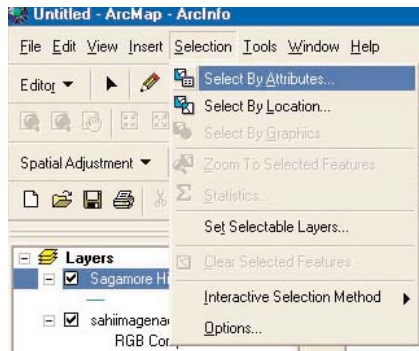 Untitled - ArcMap - ArcInfo
File Edit View Insert Selection Tools Window Help
Editor
Select By Attributes...
Select By Location...
Select By Graphics
Spatial Adjustment
Zoom To Selected Features
Statistics...
Set Selectable Layers...
Layers
Clear Selected Features
Sagamore
Interactive Selection Method
Options...
RGB